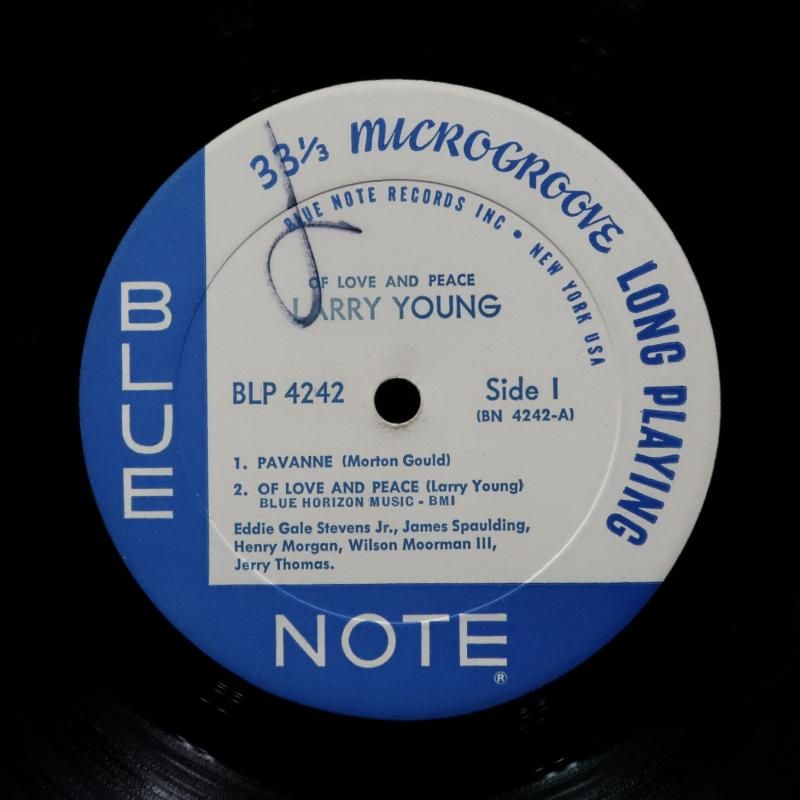 33⅓ MICROGROOVE LONG PLAYING
BLUE NOTE RECORDS INC • NEW YORK USA
OF LOVE AND PEACE
LARRY YOUNG
BLP 4242
Side 1
(BN 4242-A)
1. PAVANNE (Morton Gould)
2. OF LOVE AND PEACE (Larry Young)
BLUE HORIZON MUSIC - BMI
Eddie Gale Stevens Jr., James Spaulding,
Henry Morgan, Wilson Moorman III,
Jerry Thomas.
BLUE
NOTE
®